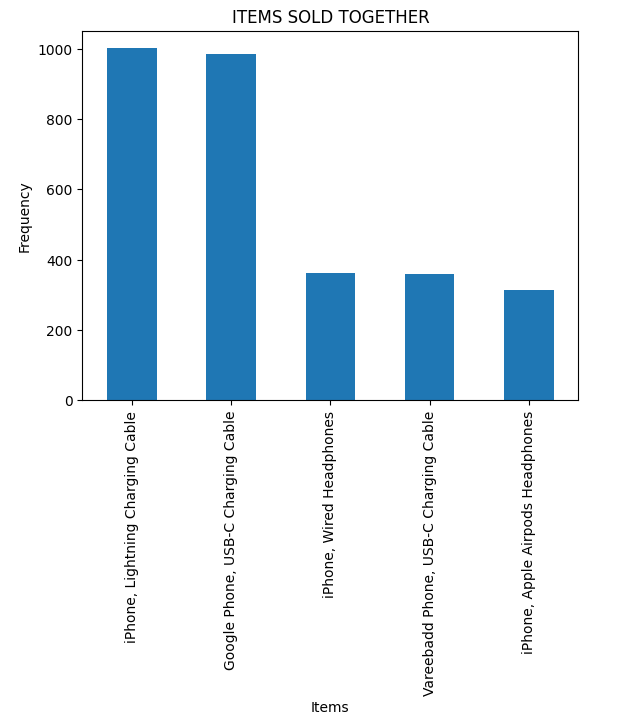 ITEMS SOLD TOGETHER
Frequency
1000
800
600
400
200
0
iPhone, Lightning Charging Cable
Google Phone, USB-C Charging Cable
iPhone, Wired Headphones
Vareebadd Phone, USB-C Charging Cable
iPhone, Apple Airpods Headphones
Items